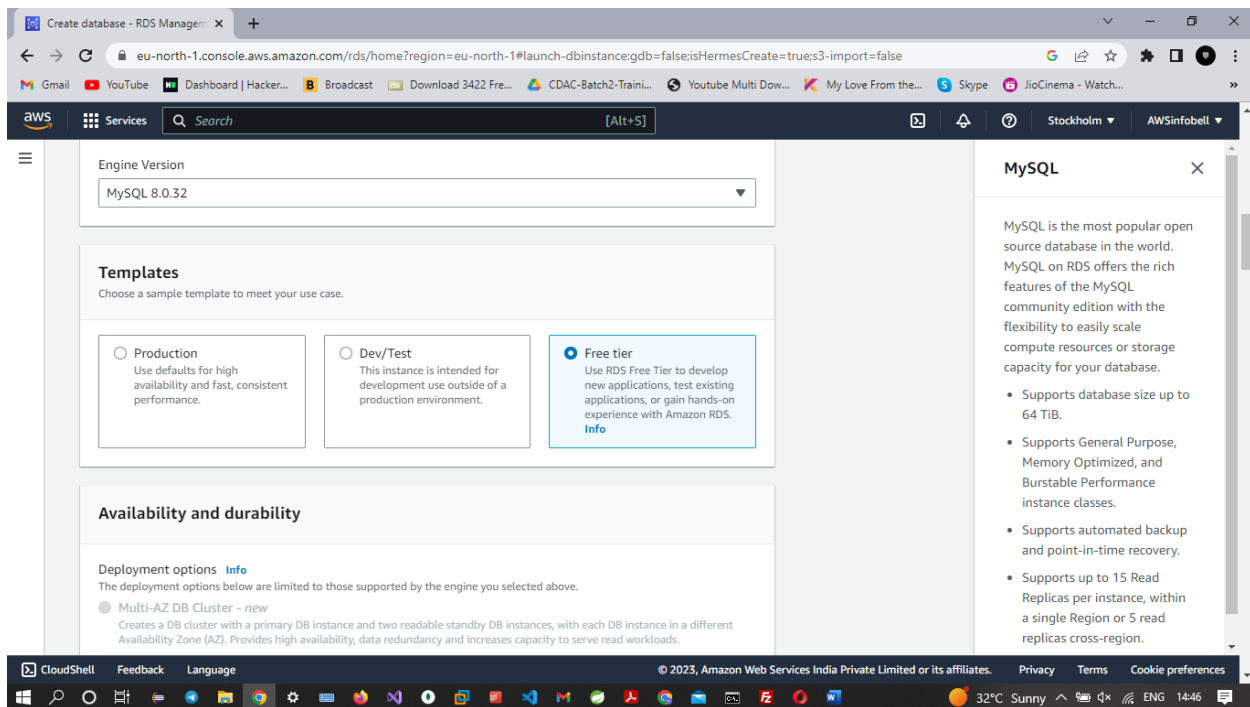 Create database - RDS Managem
eu-north-1.console.aws.amazon.com/rds/home?region=eu-north-1#launch-dbinstance:gdb=false;isHermesCreate=true;s3-import=false
Gmail YouTube Dashboard | Hacker... Broadcast Download 3422 Fre... CDAC-Batch2-Traini... Youtube Multi Dow... My Love From the... Skype JioCinema - Watch... »
aws Services Search [Alt+S] Stockholm AWSinfobell
Engine Version
MySQL 8.0.32
Templates
Choose a sample template to meet your use case.
Production
Use defaults for high
availability and fast, consistent
performance.
Dev/Test
This instance is intended for
development use outside of a
production environment.
Free tier
Use RDS Free Tier to develop
new applications, test existing
applications, or gain hands-on
experience with Amazon RDS.
Info
Availability and durability
Deployment options Info
The deployment options below are limited to those supported by the engine you selected above.
Multi-AZ DB Cluster - new
Creates a DB cluster with a primary DB instance and two readable standby DB instances, with each DB instance in a different
Availability Zone (AZ). Provides high availability, data redundancy and increases capacity to serve read workloads.
MySQL
MySQL is the most popular open
source database in the world.
MySQL on RDS offers the rich
features of the MySQL
community edition with the
flexibility to easily scale
compute resources or storage
capacity for your database.
• Supports database size up to
64 TiB.
• Supports General Purpose,
Memory Optimized, and
Burstable Performance
instance classes.
• Supports automated backup
and point-in-time recovery.
• Supports up to 15 Read
Replicas per instance, within
a single Region or 5 read
replicas cross-region.
CloudShell Feedback Language © 2023, Amazon Web Services India Private Limited or its affiliates. Privacy Terms Cookie preferences
32°C Sunny ENG 14:46